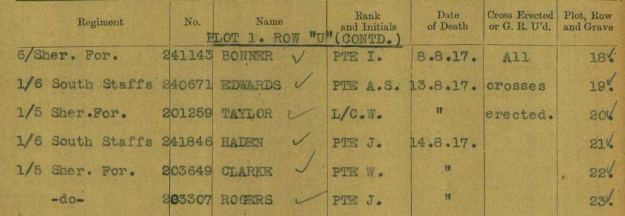 Regiment No. Name Rank and Initials Date of Death Cross Erected or G. R. U'd. Plot, Row and Grave
PLOT 1. ROW "U"(CONTD.)
6/Sher. For. 241143 BONNER PTE I. 8.8.17. All 18
1/6 South Staffs 240671 EDWARDS PTE A.S. 13.8.17. crosses 19
1/5 Sher.For. 201259 TAYLOR L/C.W. " erected. 20
1/6 South Staffs 241846 HADEN PTE J. 14.8.17. 21
1/5 Sher. For. 203649 CLARKE PTE W. " 22
-do- 203307 ROGERS PTE J. " 23